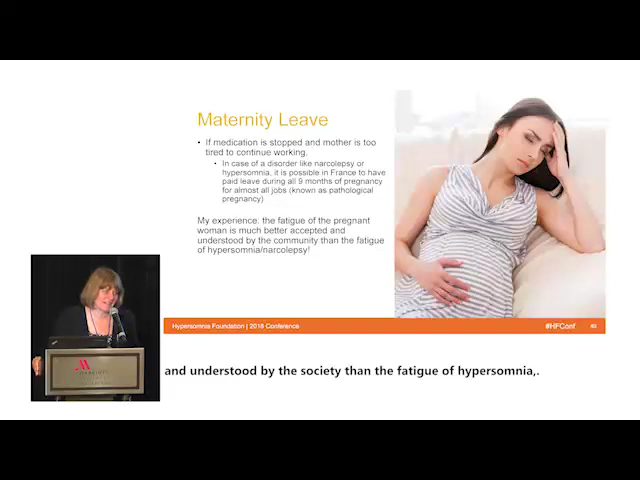 Maternity Leave
• If medication is stopped and mother is too
tired to continue working,
• In case of a disorder like narcolepsy or
hypersomnia, it is possible in France to have
paid leave during all 9 months of pregnancy
for almost all jobs (known as pathological
pregnancy)
My experience: the fatigue of the pregnant
woman is much better accepted and
understood by the community than the fatigue
of hypersomnia/narcolepsy!
Hypersomnia Foundation | 2018 Conference
#HFConf
MARRIOTT
and understood by the society than the fatigue of hypersomnia,.